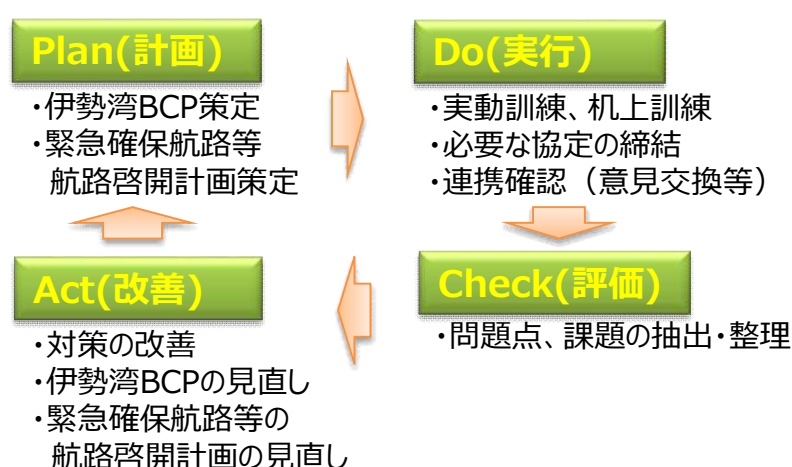 Plan(計画)
・伊勢湾BCP策定
・緊急確保航路等
航路啓開計画策定
Do(実行)
・実動訓練、机上訓練
・必要な協定の締結
・連携確認（意見交換等）
Check(評価)
・問題点、課題の抽出・整理
Act(改善)
・対策の改善
・伊勢湾BCPの見直し
・緊急確保航路等の
航路啓開計画の見直し